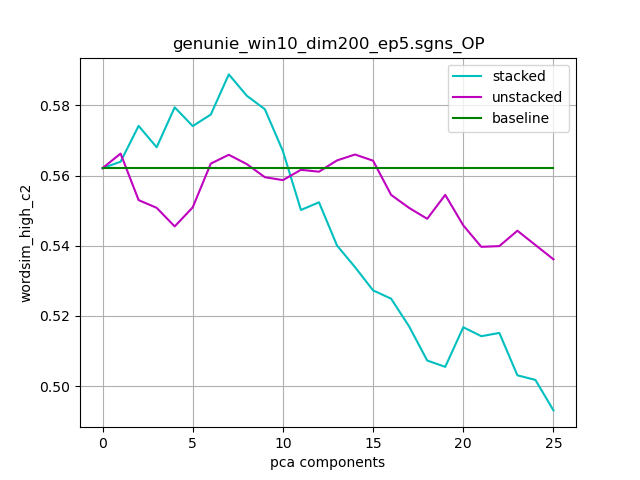 genunie_win10_dim200_ep5.sgns_OP
stacked
unstacked
baseline
wordsim_high_c2
0.58
0.56
0.54
0.52
0.50
0 5 10 15 20 25
pca components